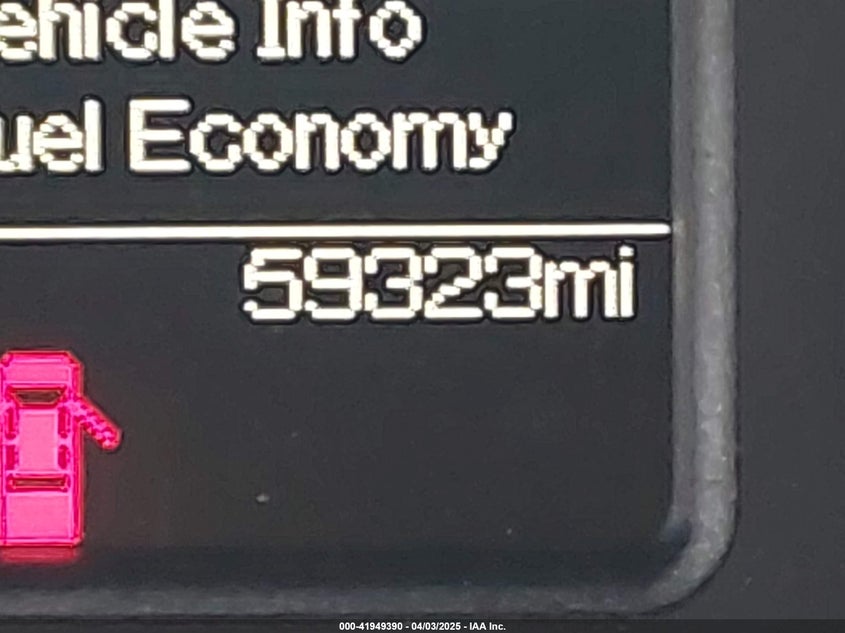 ehicle Info
uel Economy
59323mi
000-41949390 - 04/03/2025 - IAA Inc.